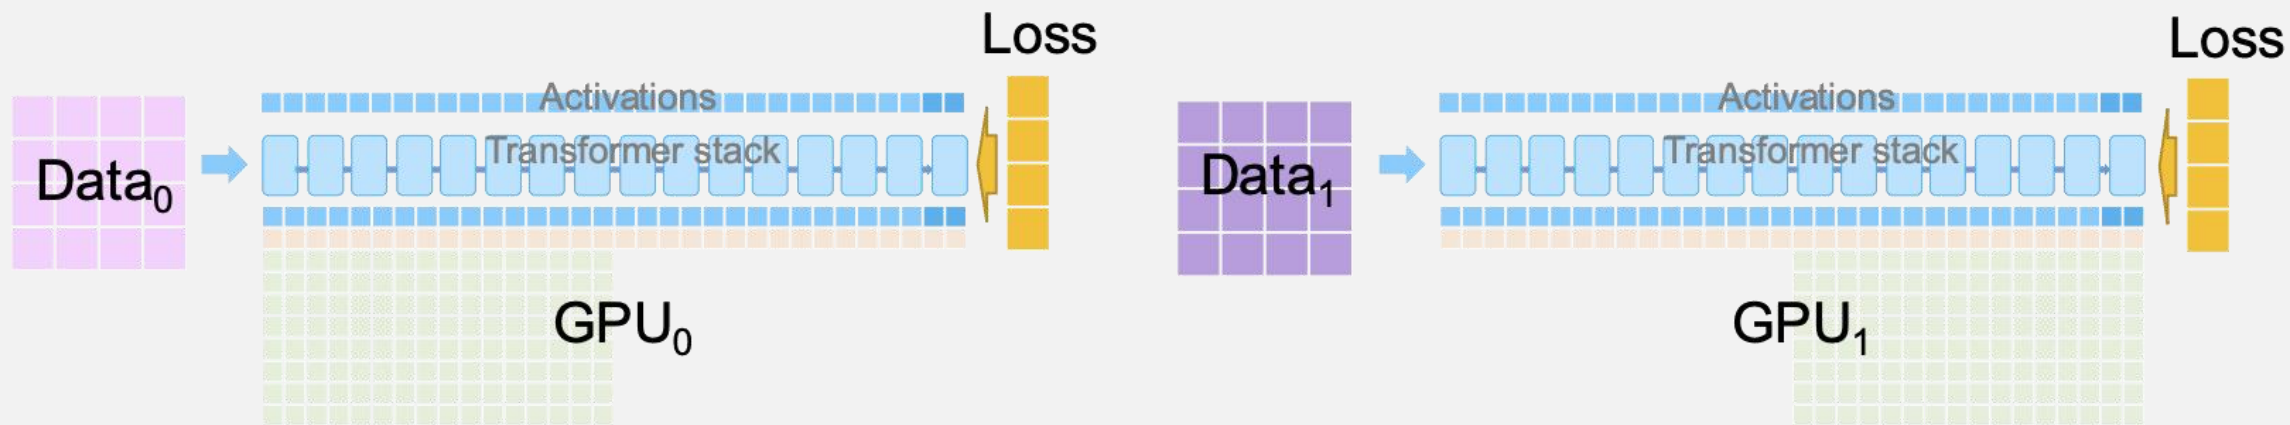 Loss
Activations
Transformer stack
Data₀
GPU₀
Loss
Activations
Transformer stack
Data₁
GPU₁